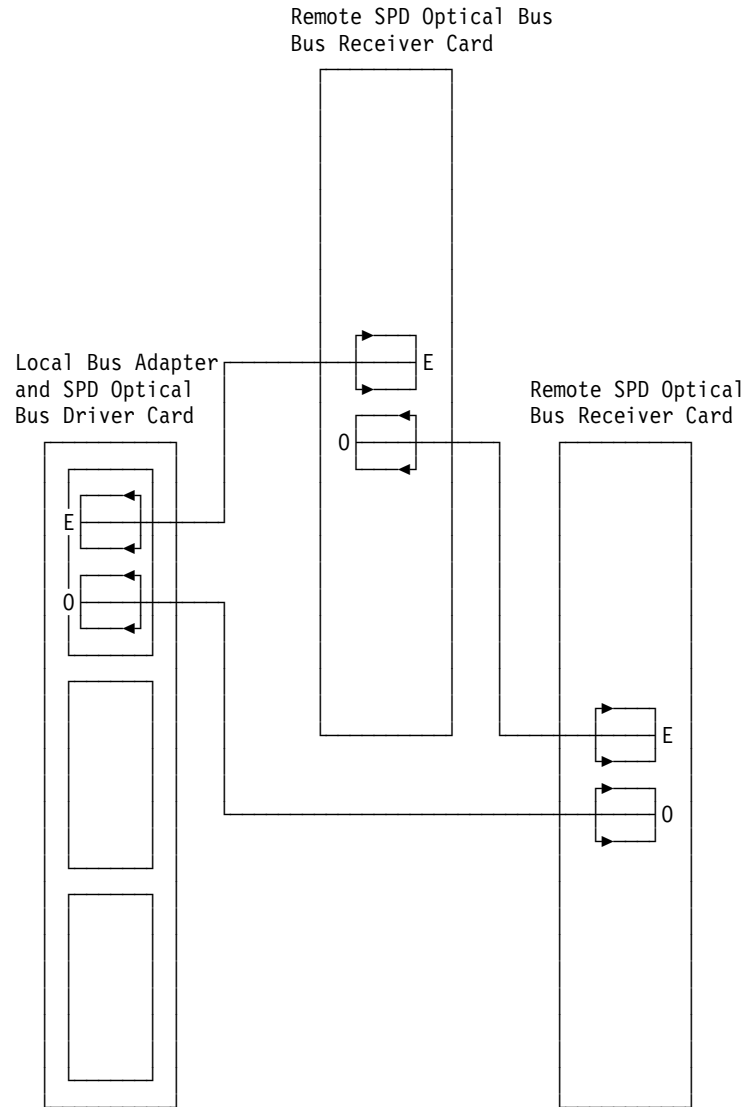 Remote SPD Optical Bus
Bus Receiver Card
Local Bus Adapter
and SPD Optical
Bus Driver Card
Remote SPD Optical
Bus Receiver Card
E
O
E
O
E
O